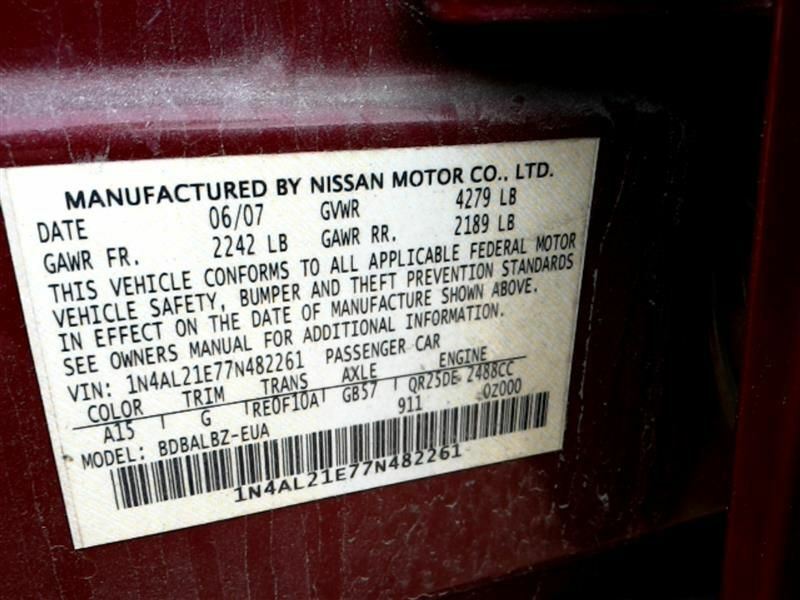 MANUFACTURED BY NISSAN MOTOR CO., LTD.
DATE 06/07 GVWR 4279 LB
GAWR FR. 2242 LB GAWR RR. 2189 LB
THIS VEHICLE CONFORMS TO ALL APPLICABLE FEDERAL MOTOR
VEHICLE SAFETY, BUMPER AND THEFT PREVENTION STANDARDS
IN EFFECT ON THE DATE OF MANUFACTURE SHOWN ABOVE.
SEE OWNERS MANUAL FOR ADDITIONAL INFORMATION.
VIN: 1N4AL21E77N482261 PASSENGER CAR
COLOR TRIM TRANS AXLE ENGINE
A15 G RE0F10A GB57 QR25DE 2488CC
MODEL: BDBALBZ-EUA 911 0Z000
1N4AL21E77N482261